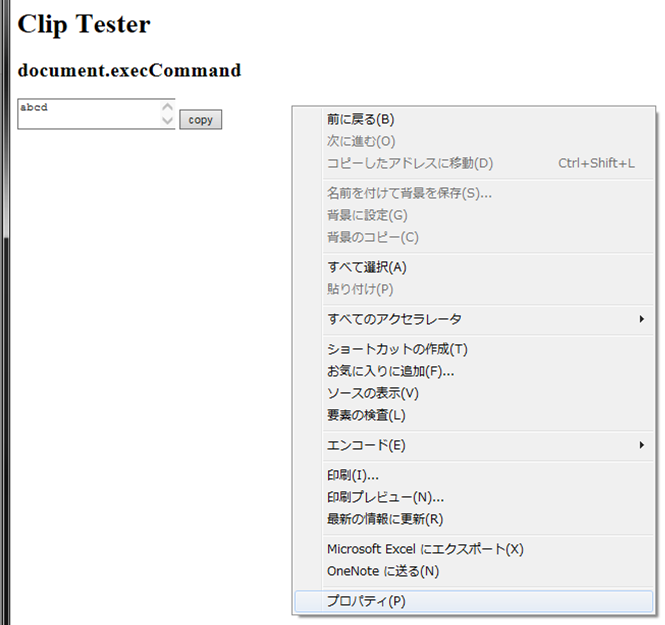 Clip Tester
document.execCommand
abcd
copy
前に戻る(B)
次に進む(O)
コピーしたアドレスに移動(D) Ctrl+Shift+L
名前を付けて背景を保存(S)...
背景に設定(G)
背景のコピー(C)
すべて選択(A)
貼り付け(P)
すべてのアクセラレータ
ショートカットの作成(T)
お気に入りに追加(F)...
ソースの表示(V)
要素の検査(L)
エンコード(E)
印刷(I)...
印刷プレビュー(N)...
最新の情報に更新(R)
Microsoft Excel にエクスポート(X)
OneNote に送る(N)
プロパティ(P)